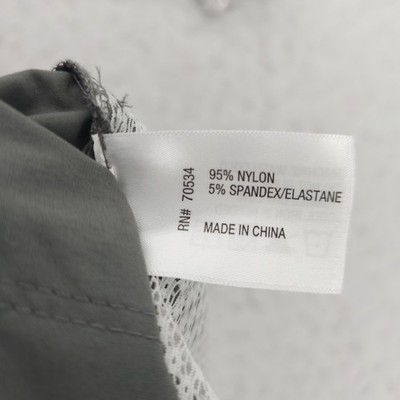 RN# 70534
95% NYLON
5% SPANDEX/ELASTANE
MADE IN CHINA